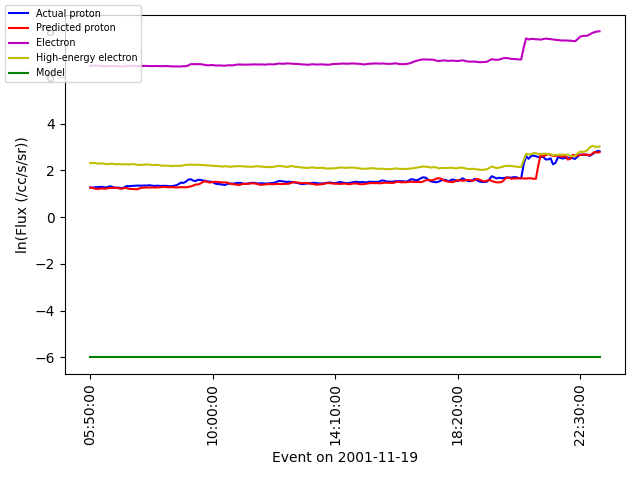 Actual proton
Predicted proton
Electron
High-energy electron
Model
8
6
4
2
0
−2
−4
−6
ln(Flux (/cc/s/sr))
05:50:00
10:00:00
14:10:00
18:20:00
22:30:00
Event on 2001-11-19